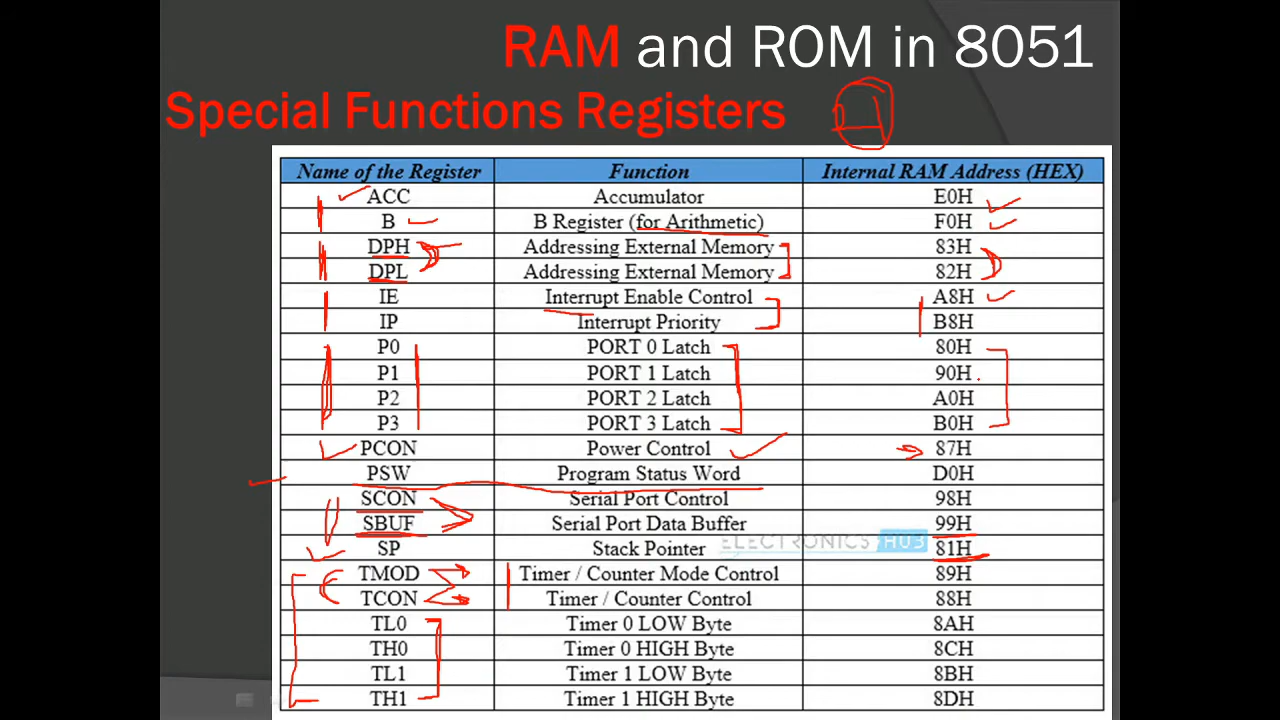 RAM and ROM in 8051
Special Functions Registers
21
Name of the Register Function Internal RAM Address (HEX)
ACC Accumulator E0H
B B Register (for Arithmetic) F0H
DPH Addressing External Memory 83H
DPL Addressing External Memory 82H
IE Interrupt Enable Control A8H
IP Interrupt Priority B8H
P0 PORT 0 Latch 80H
P1 PORT 1 Latch 90H
P2 PORT 2 Latch A0H
P3 PORT 3 Latch B0H
PCON Power Control 87H
PSW Program Status Word D0H
SCON Serial Port Control 98H
SBUF Serial Port Data Buffer 99H
ELECTRONICS HUB
SP Stack Pointer 81H
TMOD Timer / Counter Mode Control 89H
TCON Timer / Counter Control 88H
TL0 Timer 0 LOW Byte 8AH
TH0 Timer 0 HIGH Byte 8CH
TL1 Timer 1 LOW Byte 8BH
TH1 Timer 1 HIGH Byte 8DH